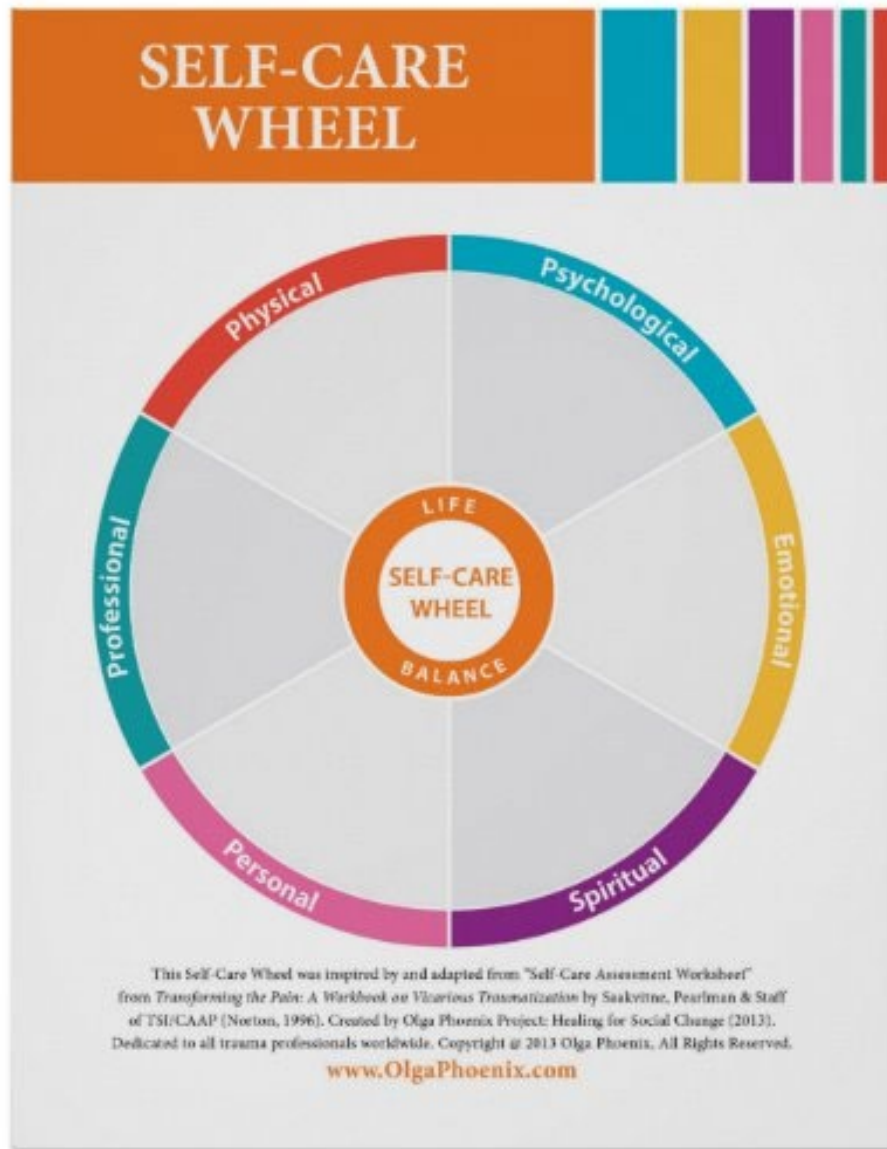 SELF-CARE
WHEEL
Physical
Psychological
Professional
Emotional
LIFE
SELF-CARE
WHEEL
BALANCE
Personal
Spiritual
This Self-Care Wheel was inspired by and adapted from "Self-Care Assessment Worksheet"
from Transforming the Pain: A Workbook on Vicarious Traumatization by Saakvitne, Pearlman & Staff
of TSI/CAAP (Norton, 1996). Created by Olga Phoenix Project: Healing for Social Change (2013).
Dedicated to all trauma professionals worldwide. Copyright @ 2013 Olga Phoenix, All Rights Reserved.
www.OlgaPhoenix.com